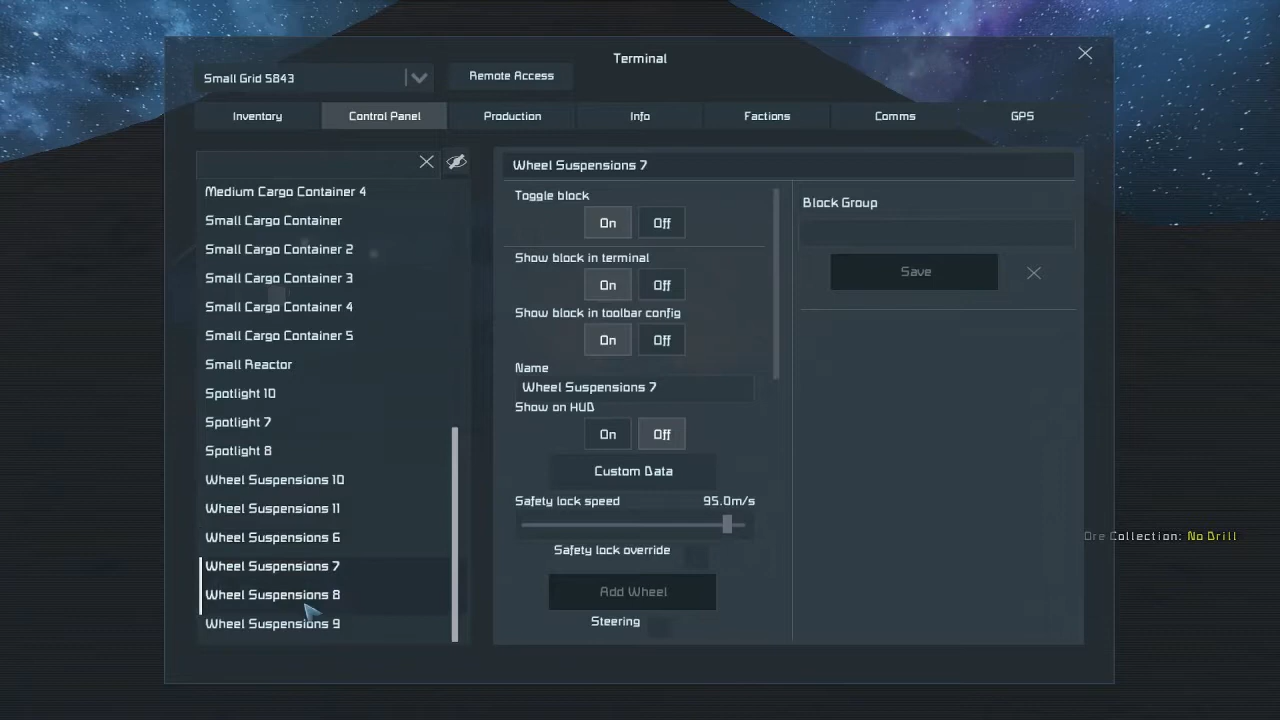 Terminal
Small Grid 5843
Remote Access
Inventory
Control Panel
Production
Info
Factions
Comms
GPS
Medium Cargo Container 4
Small Cargo Container
Small Cargo Container 2
Small Cargo Container 3
Small Cargo Container 4
Small Cargo Container 5
Small Reactor
Spotlight 10
Spotlight 7
Spotlight 8
Wheel Suspensions 10
Wheel Suspensions 11
Wheel Suspensions 6
Wheel Suspensions 7
Wheel Suspensions 8
Wheel Suspensions 9
Wheel Suspensions 7
Toggle block
On Off
Show block in terminal
On Off
Show block in toolbar config
On Off
Name
Wheel Suspensions 7
Show on HUD
On Off
Custom Data
Safety lock speed 95.0m/s
Safety lock override
Add Wheel
Steering
Block Group
Save
Ore Collection: No Drill